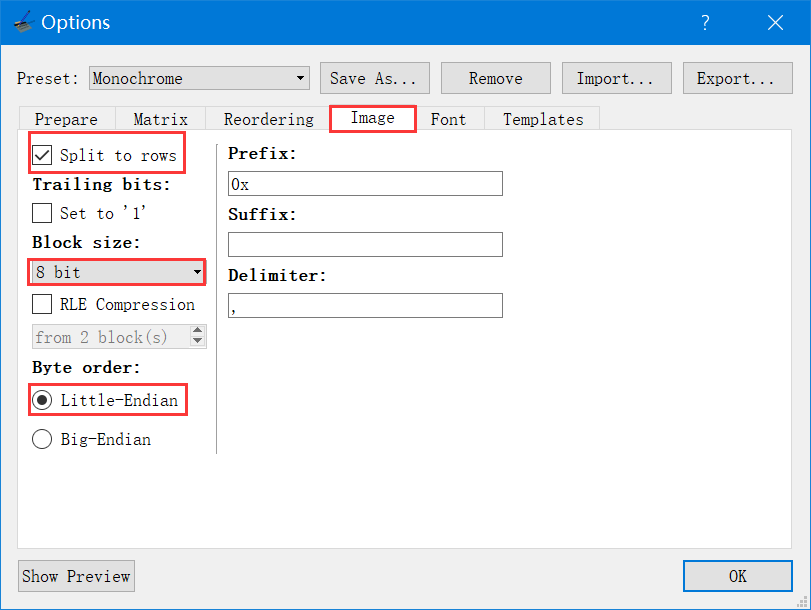 Options
Preset: Monochrome Save As... Remove Import... Export...
Prepare Matrix Reordering Image Font Templates
Split to rows
Trailing bits:
Set to '1'
Block size:
8 bit
RLE Compression
from 2 block(s)
Byte order:
Little-Endian
Big-Endian
Prefix:
0x
Suffix:
Delimiter:
,
Show Preview OK